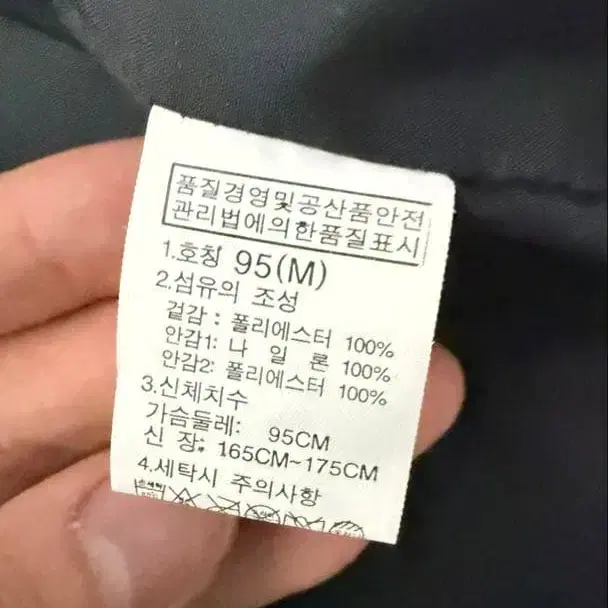 품질경영및공산품안전
관리법에의한품질표시
1.호칭 95(M)
2.섬유의 조성
겉감 : 폴리에스터 100%
안감1: 나 일 론 100%
안감2: 폴리에스터 100%
3.신체치수
가슴둘레: 95CM
신 장: 165CM~175CM
4.세탁시 주의사항